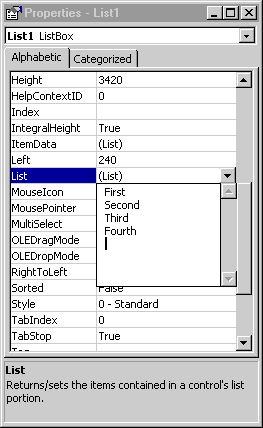 Properties - List1
List1 ListBox
Alphabetic Categorized
Height 3420
HelpContextID 0
Index
IntegralHeight True
ItemData (List)
Left 240
List (List)
MouseIcon First
MousePointer Second
MultiSelect Third
OLEDragMode Fourth
OLEDropMode
RightToLeft
Sorted False
Style 0 - Standard
TabIndex 0
TabStop True
List
Returns/sets the items contained in a control's list
portion.